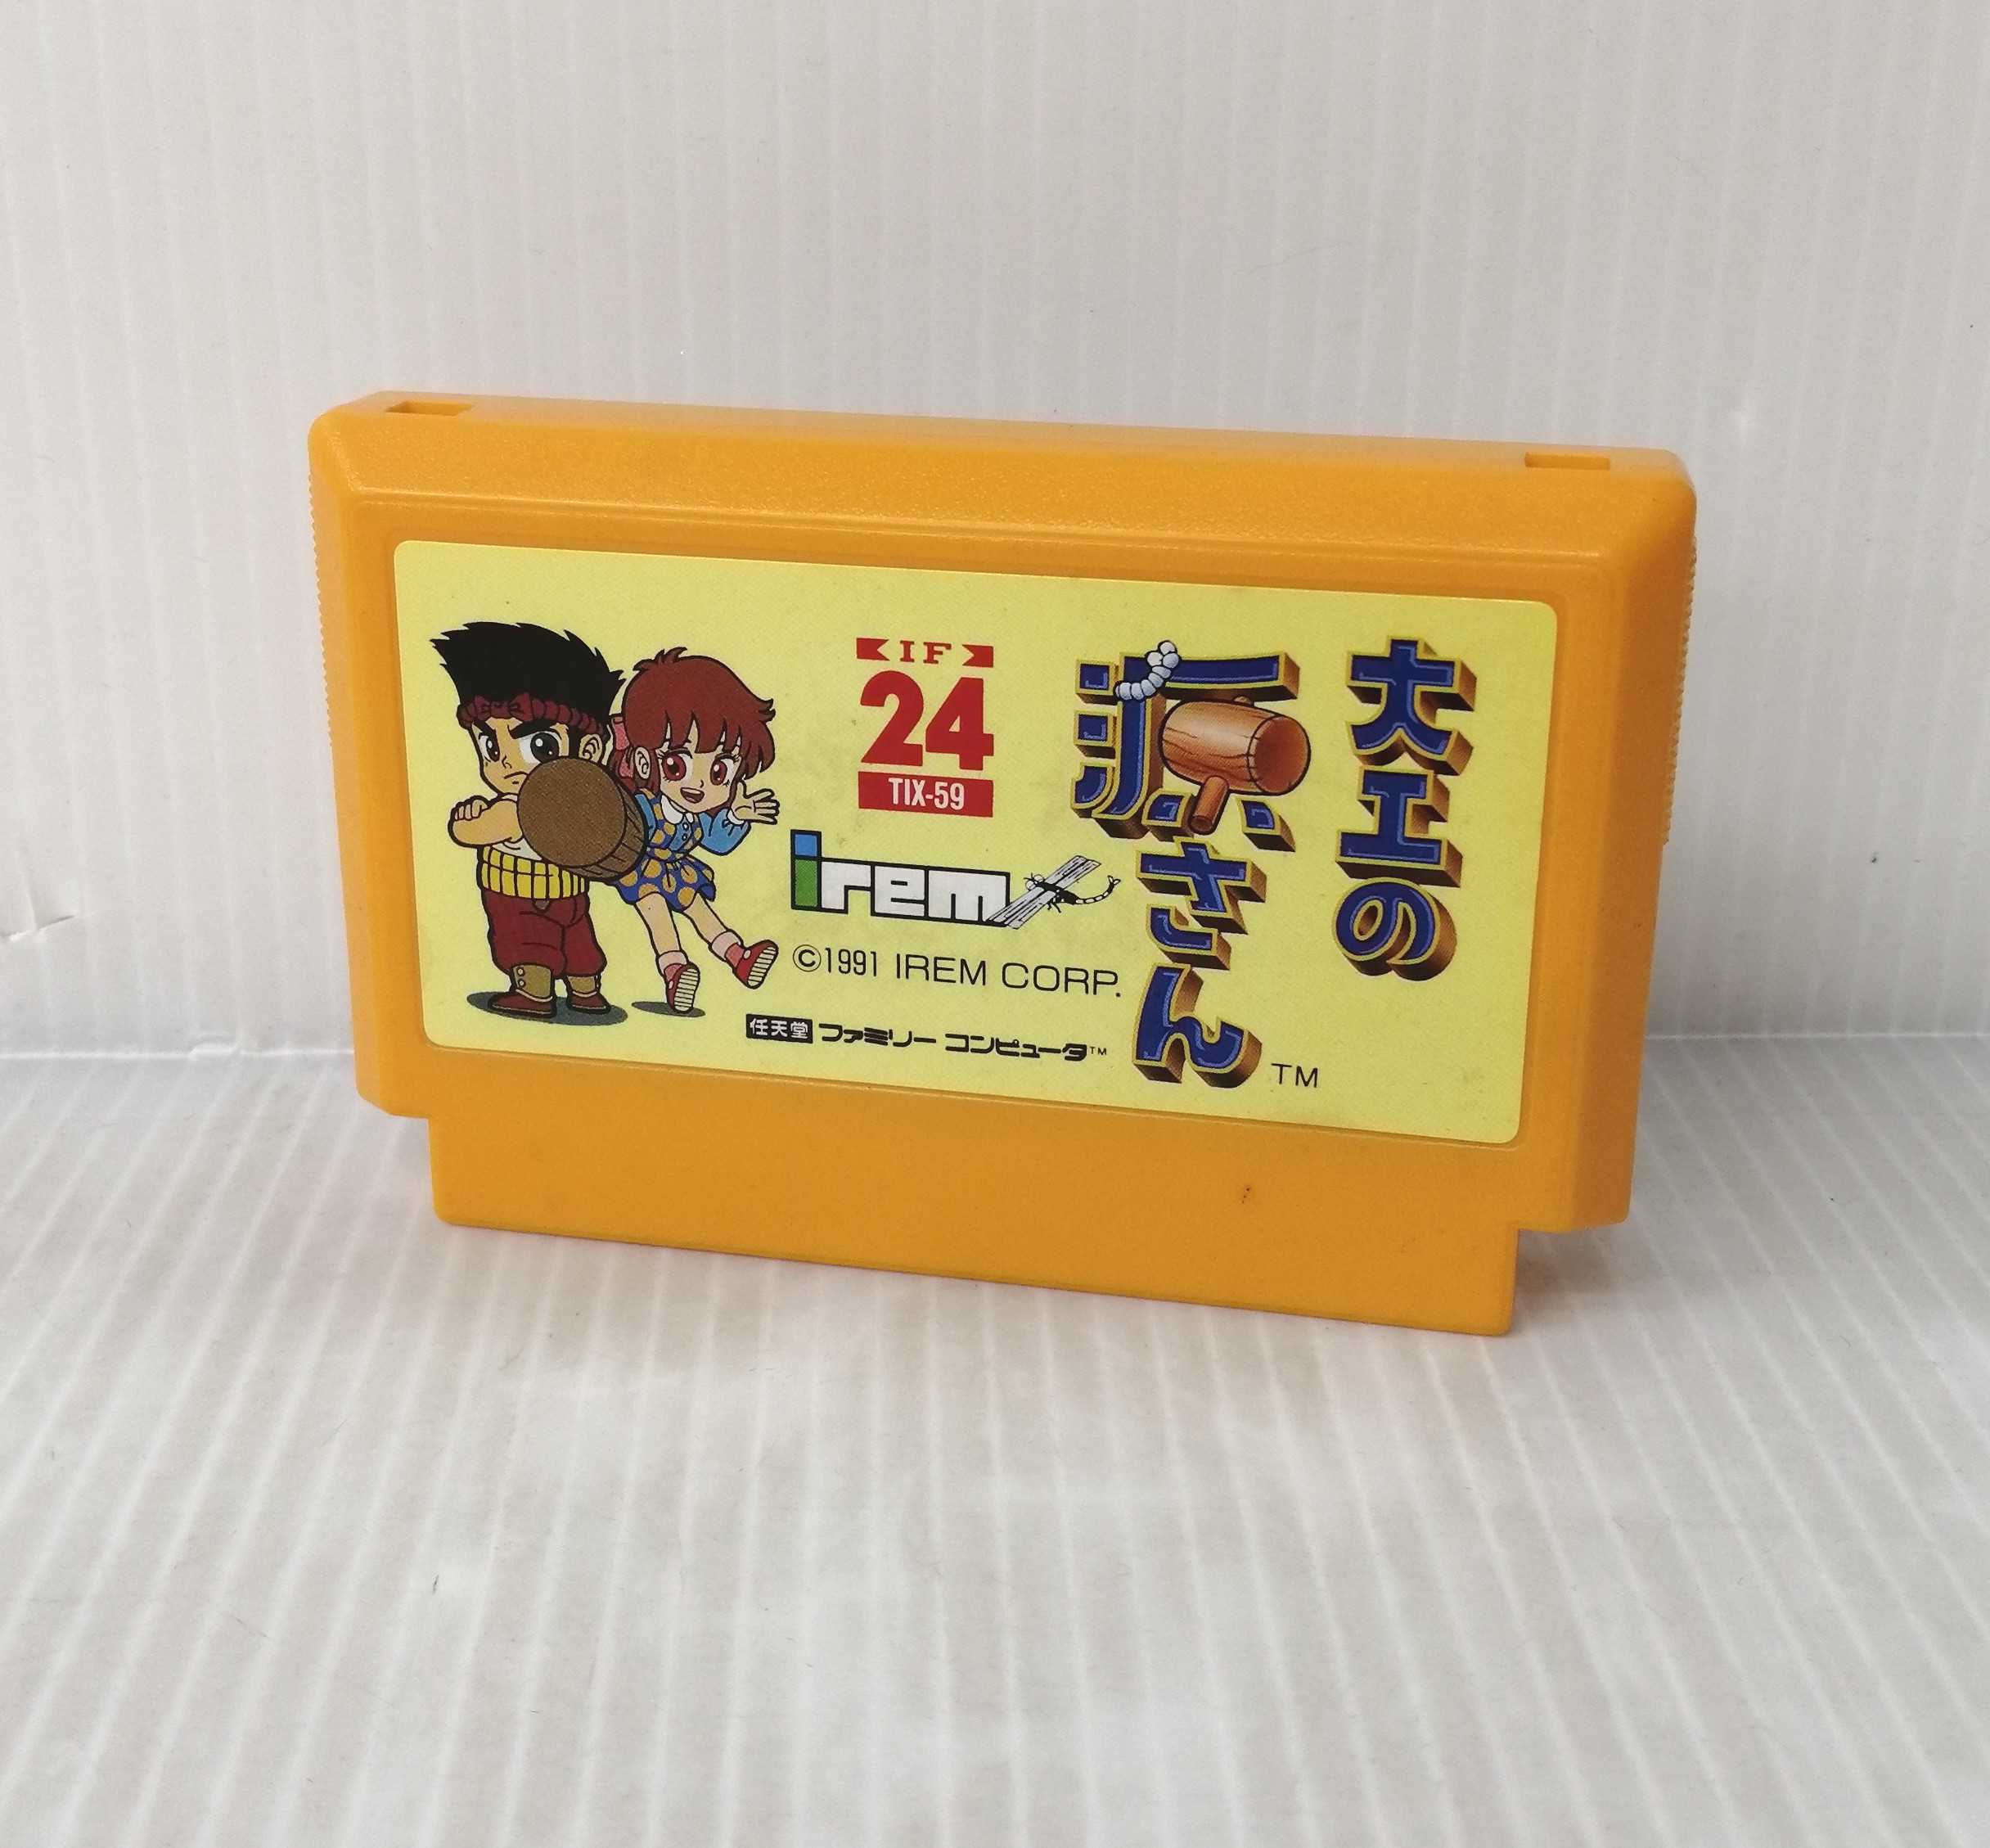 大工の
源さん
TM
IF
24
TIX-59
irem
©1991 IREM CORP.
任天堂 ファミリー コンピュータ™